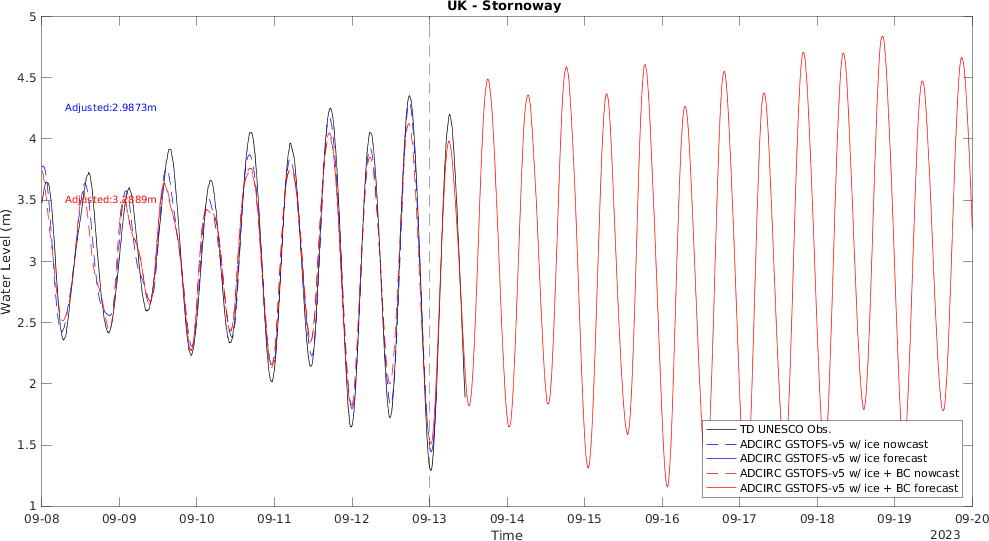 UK - Stornoway
5
4.5
4
3.5
3
2.5
2
1.5
1
Water Level (m)
Adjusted:2.9873m
Adjusted:3.2889m
TD UNESCO Obs.
ADCIRC GSTOFS-v5 w/ ice nowcast
ADCIRC GSTOFS-v5 w/ ice forecast
ADCIRC GSTOFS-v5 w/ ice + BC nowcast
ADCIRC GSTOFS-v5 w/ ice + BC forecast
09-08 09-09 09-10 09-11 09-12 09-13 09-14 09-15 09-16 09-17 09-18 09-19 09-20
Time
2023